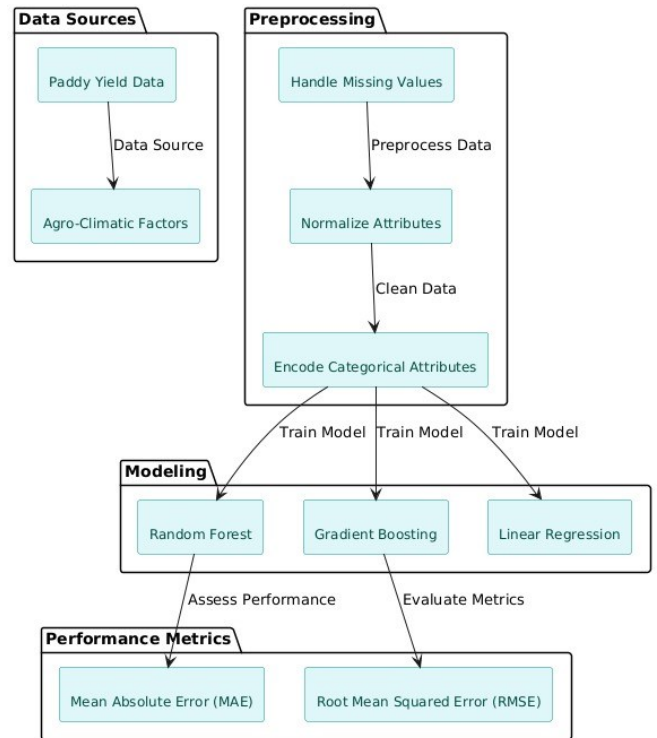 Data Sources
Preprocessing
Paddy Yield Data
Handle Missing Values
Data Source
Preprocess Data
Agro-Climatic Factors
Normalize Attributes
Clean Data
Encode Categorical Attributes
Train Model
Train Model
Train Model
Modeling
Random Forest
Gradient Boosting
Linear Regression
Assess Performance
Evaluate Metrics
Performance Metrics
Mean Absolute Error (MAE)
Root Mean Squared Error (RMSE)